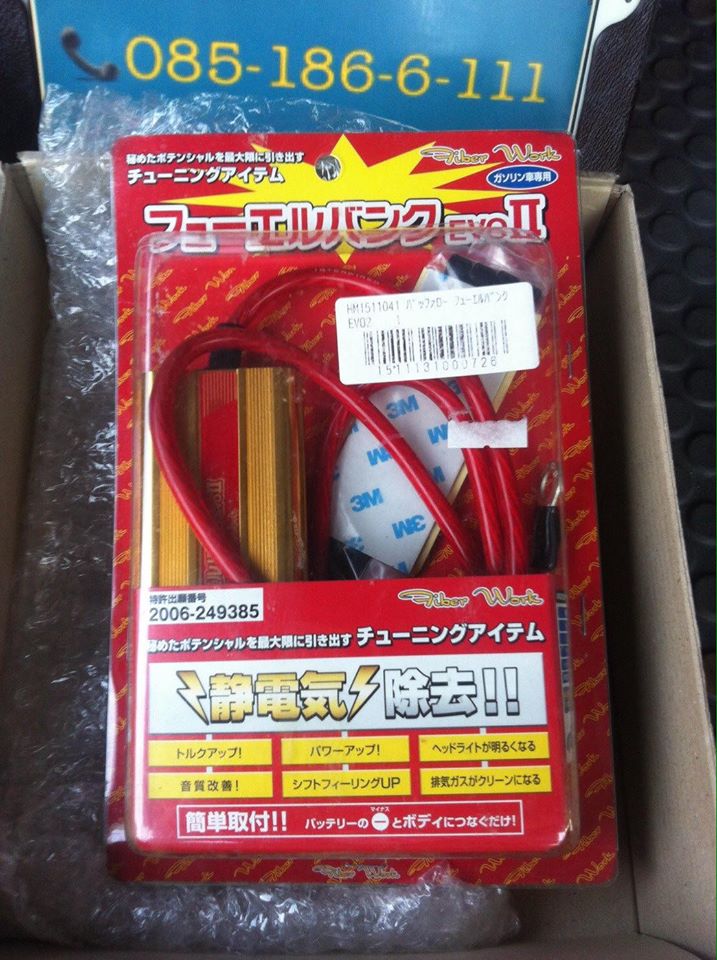 085-186-6-111
秘めたポテンシャルを最大限に引き出す
チューニングアイテム
Fiber Work
ガソリン車専用
フューエルバンク EVO II
HM1511041 バッファロー フューエルバンク
EVO2 1
1511131000728
3M
3M
3M
3M
3M
特許出願番号
2006-249385
Fiber Work
秘めたポテンシャルを最大限に引き出す チューニングアイテム
静電気除去!!
トルクアップ! パワーアップ! ヘッドライトが明るくなる
音質改善! シフトフィーリングUP 排気ガスがクリーンになる
簡単取付!! バッテリーの⊖とボディにつなぐだけ!
マイナス